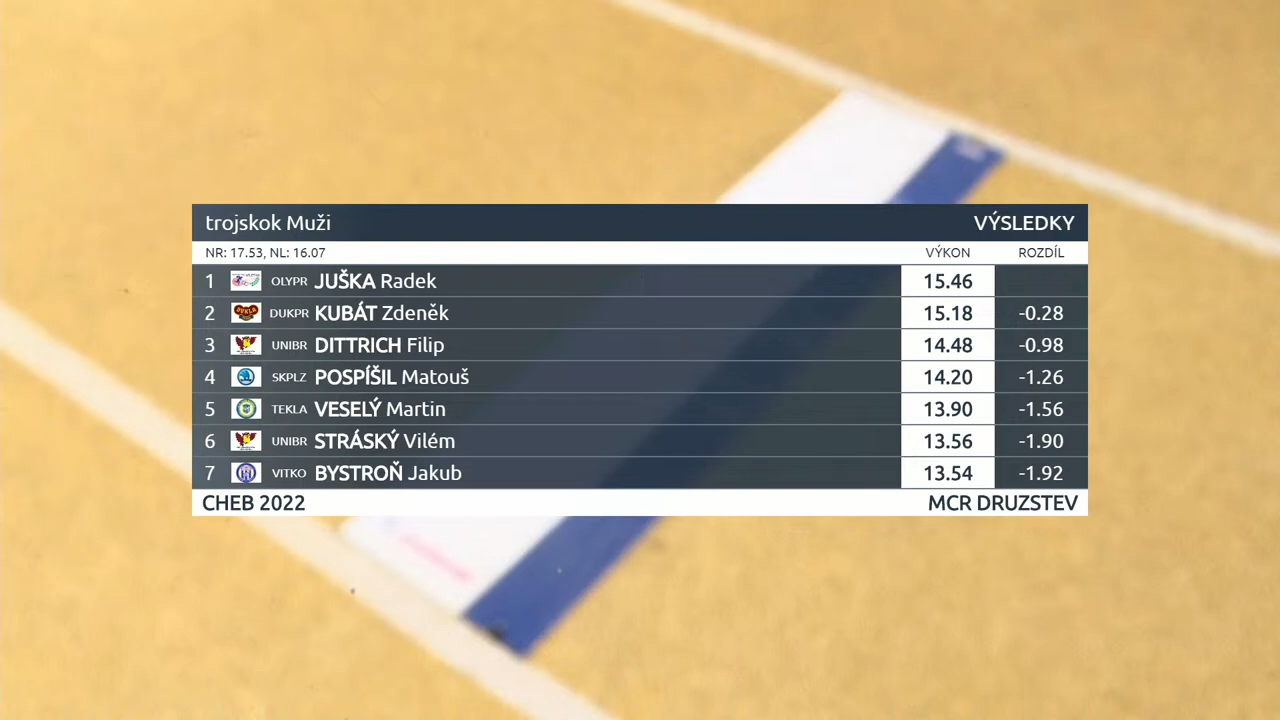 trojskok Muži VÝSLEDKY
NR: 17.53, NL: 16.07 VÝKON ROZDÍL
1 OLYPR JUŠKA Radek 15.46
2 DUKPR KUBÁT Zdeněk 15.18 -0.28
3 UNIBR DITTRICH Filip 14.48 -0.98
4 SKPLZ POSPÍŠIL Matouš 14.20 -1.26
5 TEKLA VESELÝ Martin 13.90 -1.56
6 UNIBR STRÁSKÝ Vilém 13.56 -1.90
7 VITKO BYSTROŇ Jakub 13.54 -1.92
CHEB 2022 MCR DRUZSTEV